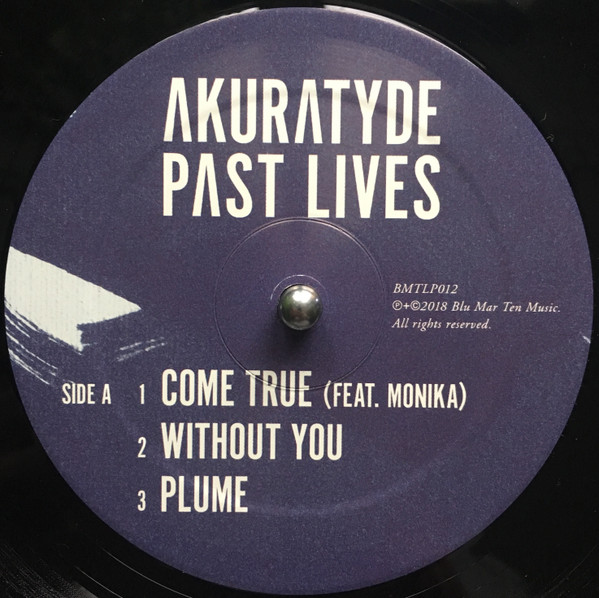 AKURATYDE
PAST LIVES
BMTLP012
℗+©2018 Blu Mar Ten Music.
All rights reserved.
SIDE A 1 COME TRUE (FEAT. MONIKA)
2 WITHOUT YOU
3 PLUME